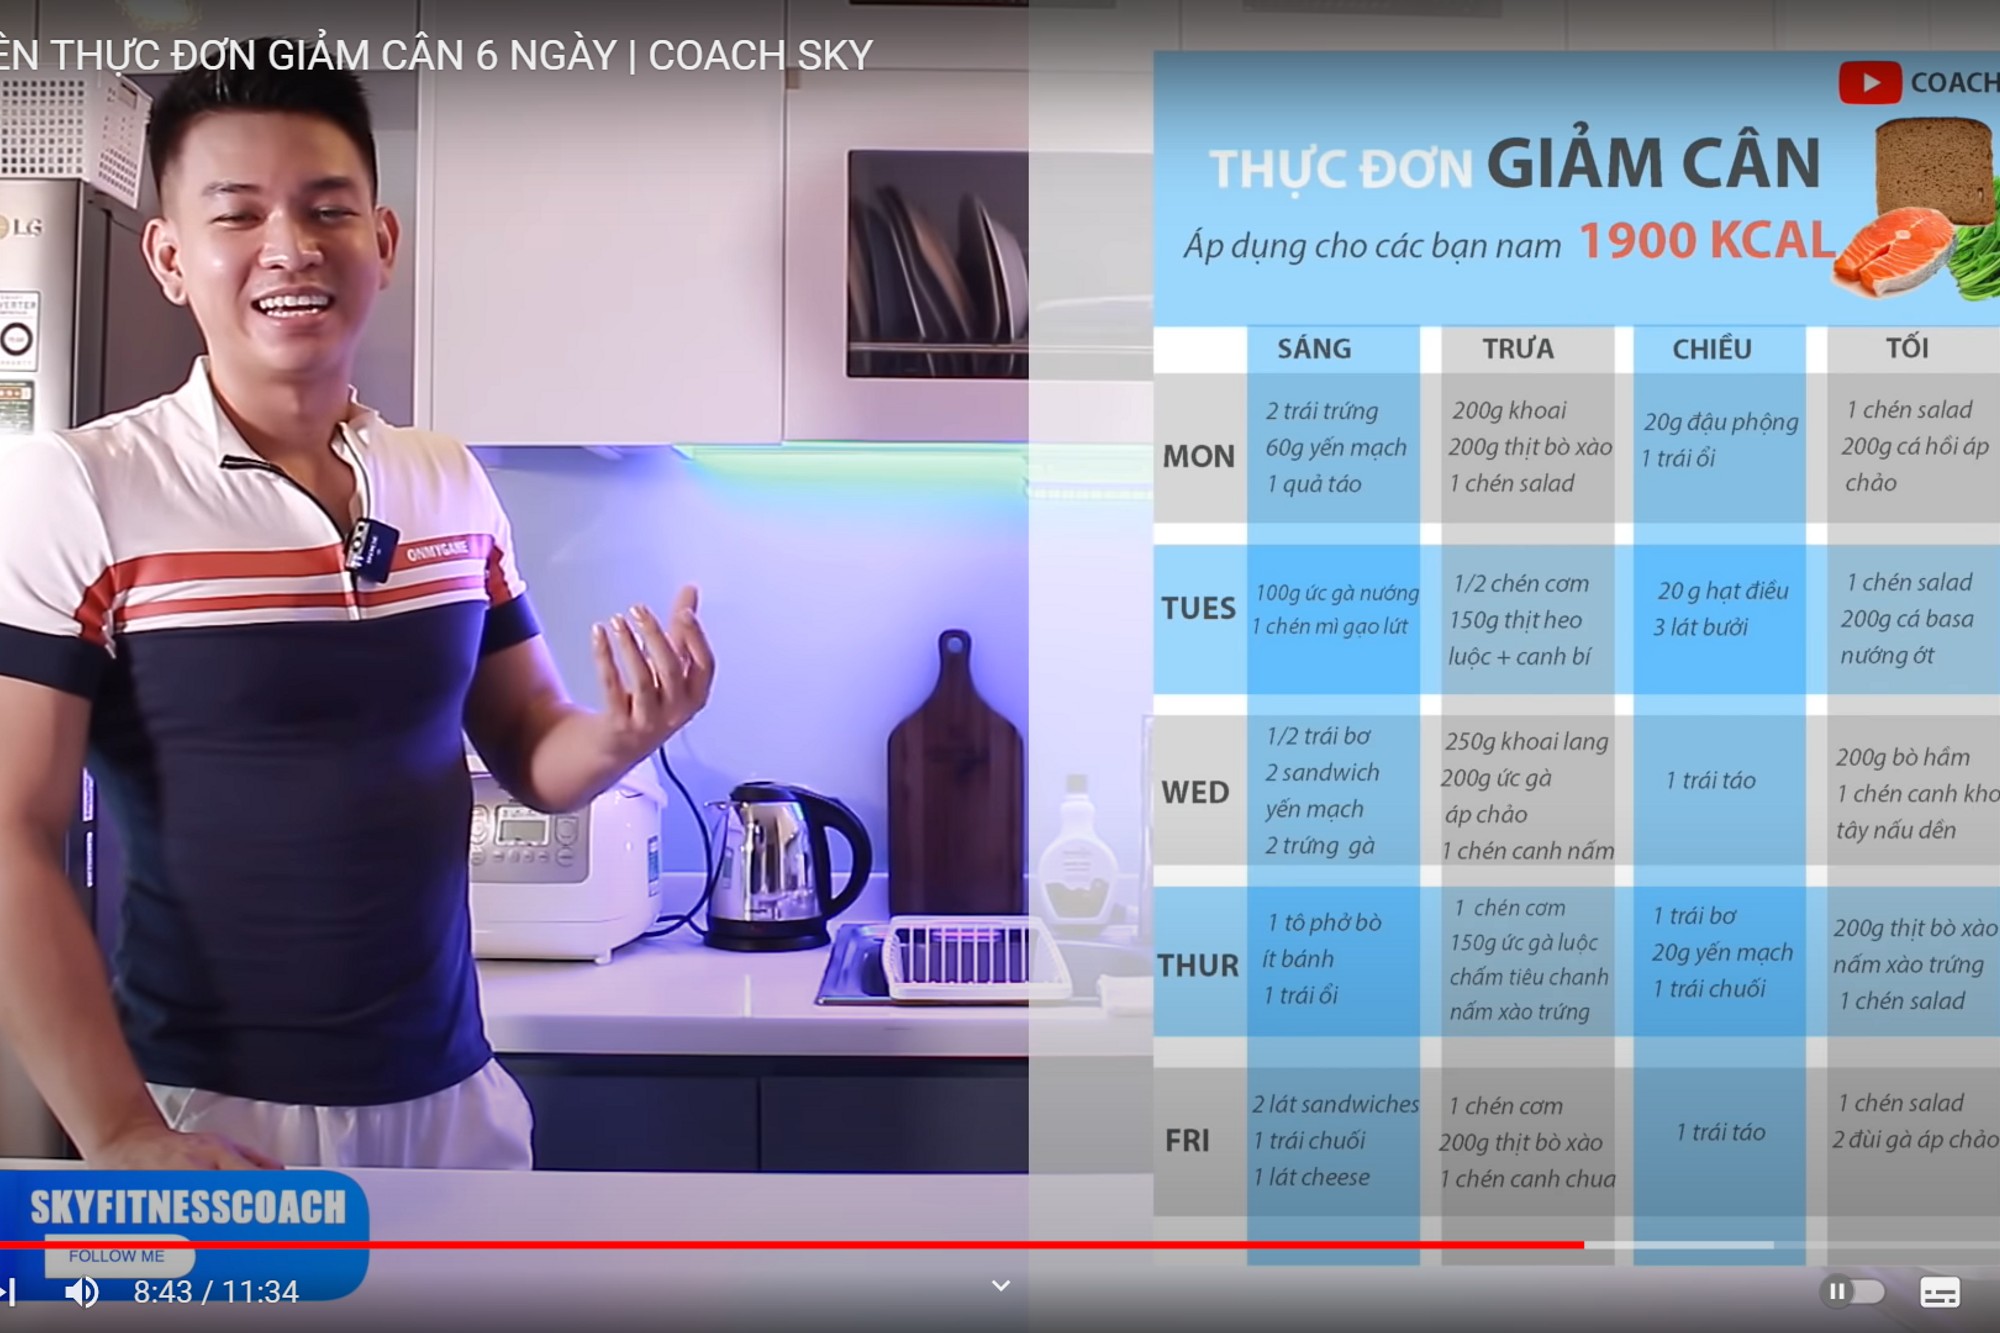 ÊN THỰC ĐƠN GIẢM CÂN 6 NGÀY | COACH SKY
LG
ONMYGAME
COACH
THỰC ĐƠN GIẢM CÂN
Áp dụng cho các bạn nam 1900 KCAL
SÁNG TRƯA CHIỀU TỐI
MON
2 trái trứng
60g yến mạch
1 quả táo
200g khoai
200g thịt bò xào
1 chén salad
20g đậu phộng
1 trái ổi
1 chén salad
200g cá hồi áp
chảo
TUES
100g ức gà nướng
1 chén mì gạo lứt
1/2 chén cơm
150g thịt heo
luộc + canh bí
20 g hạt điều
3 lát bưởi
1 chén salad
200g cá basa
nướng ớt
WED
1/2 trái bơ
2 sandwich
yến mạch
2 trứng gà
250g khoai lang
200g ức gà
áp chảo
1 chén canh nấm
1 trái táo
200g bò hầm
1 chén canh kho
tây nấu dền
THUR
1 tô phở bò
ít bánh
1 trái ổi
1 chén cơm
150g ức gà luộc
chấm tiêu chanh
nấm xào trứng
1 trái bơ
20g yến mạch
1 trái chuối
200g thịt bò xào
nấm xào trứng
1 chén salad
FRI
2 lát sandwiches
1 trái chuối
1 lát cheese
1 chén cơm
200g thịt bò xào
1 chén canh chua
1 trái táo
1 chén salad
2 đùi gà áp chảo
SKYFITNESSCOACH
FOLLOW ME
8:43 / 11:34